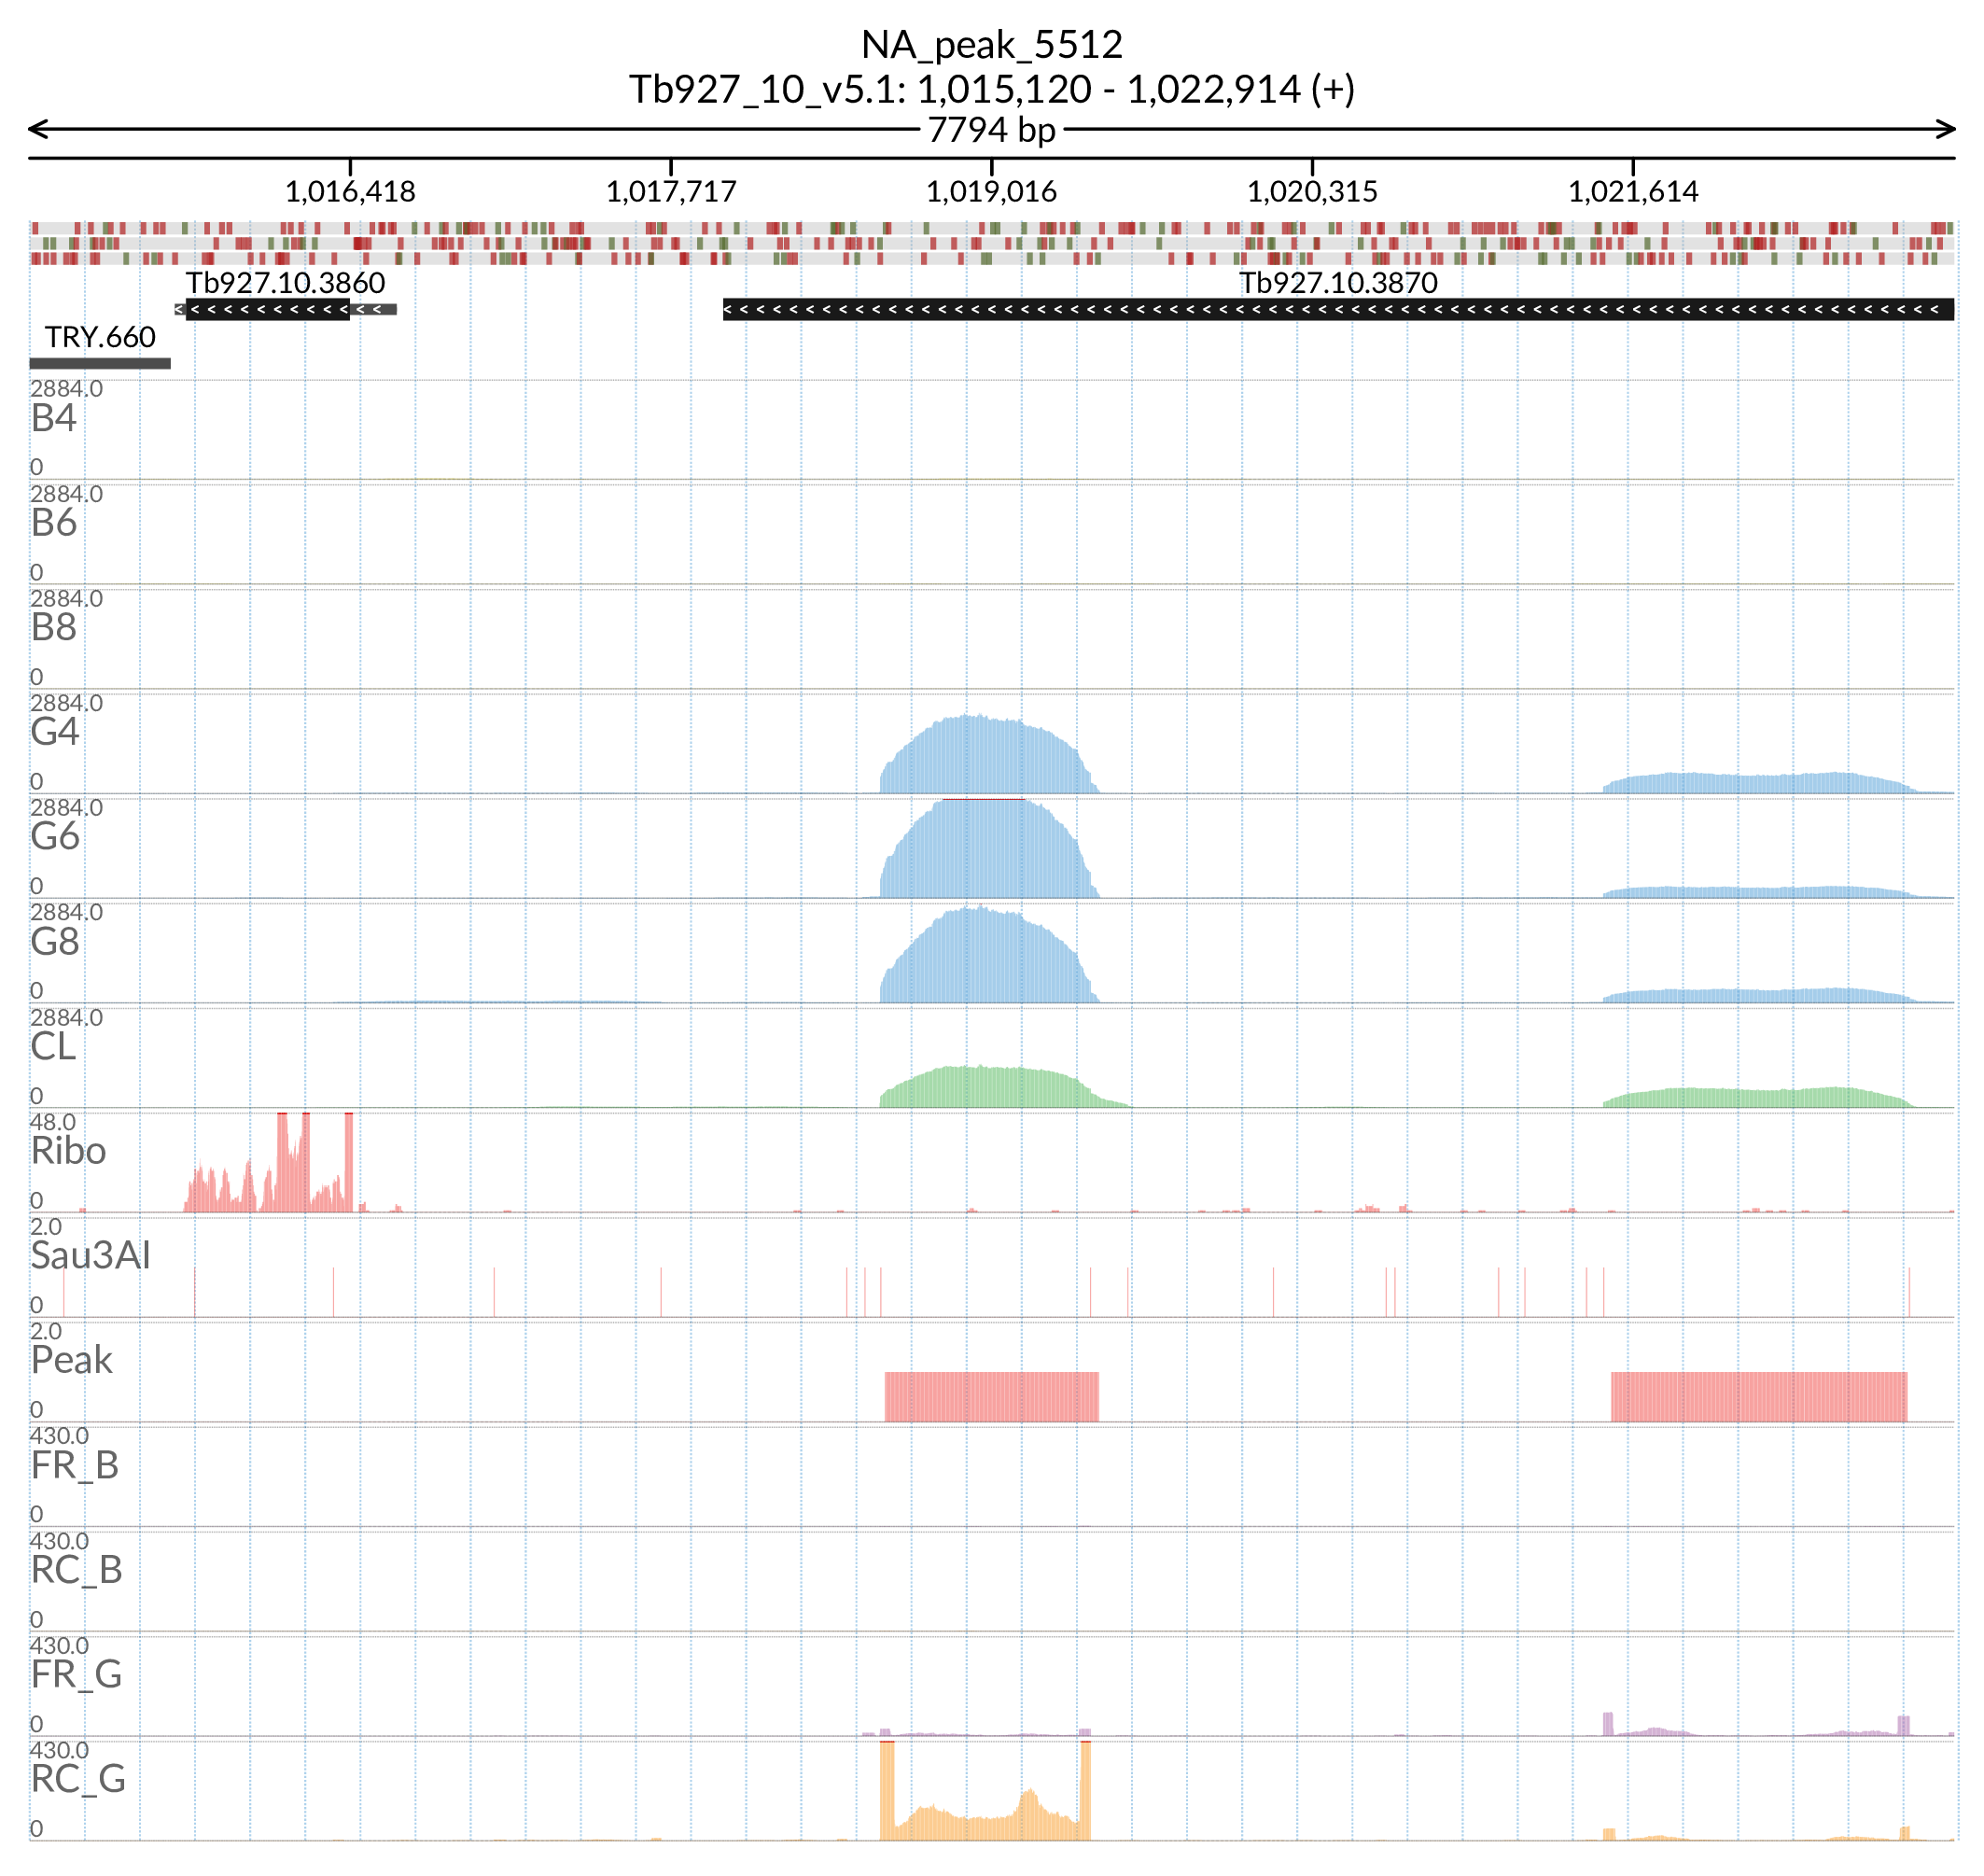 NA_peak_5512
Tb927_10_v5.1: 1,015,120 - 1,022,914 (+)
7794 bp
1,016,418 1,017,717 1,019,016 1,020,315 1,021,614
Tb927.10.3860 Tb927.10.3870
TRY.660
2884.0
B4
0
2884.0
B6
0
2884.0
B8
0
2884.0
G4
0
2884.0
G6
0
2884.0
G8
0
2884.0
CL
0
48.0
Ribo
0
2.0
Sau3AI
0
2.0
Peak
0
430.0
FR_B
0
430.0
RC_B
0
430.0
FR_G
0
430.0
RC_G
0